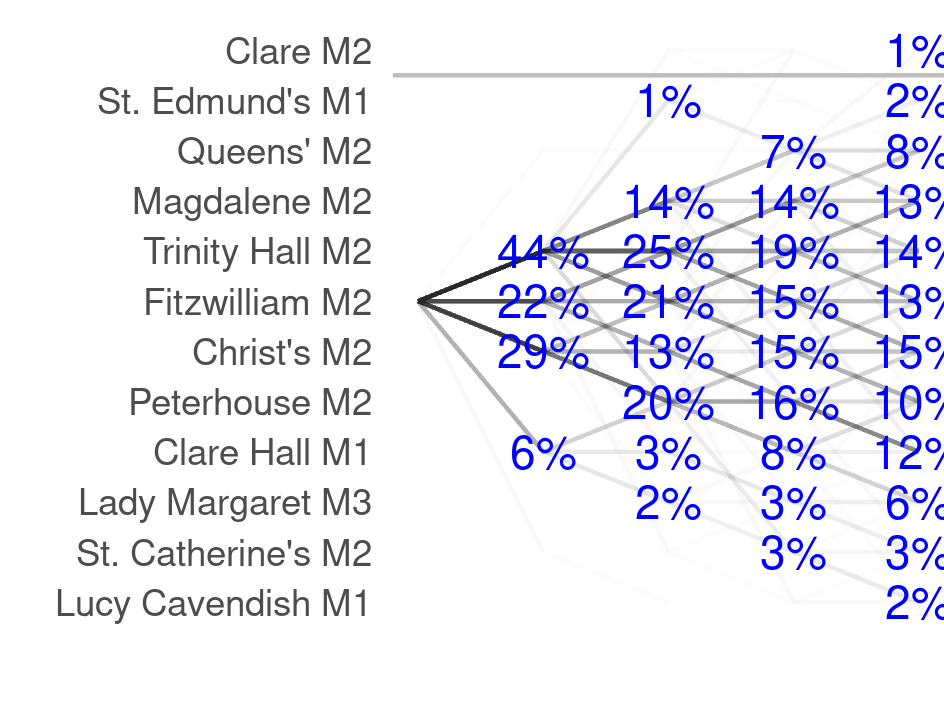 Clare M2 1%
St. Edmund's M1 1% 2%
Queens' M2 7% 8%
Magdalene M2 14% 14% 13%
Trinity Hall M2 44% 25% 19% 14%
Fitzwilliam M2 22% 21% 15% 13%
Christ's M2 29% 13% 15% 15%
Peterhouse M2 20% 16% 10%
Clare Hall M1 6% 3% 8% 12%
Lady Margaret M3 2% 3% 6%
St. Catherine's M2 3% 3%
Lucy Cavendish M1 2%